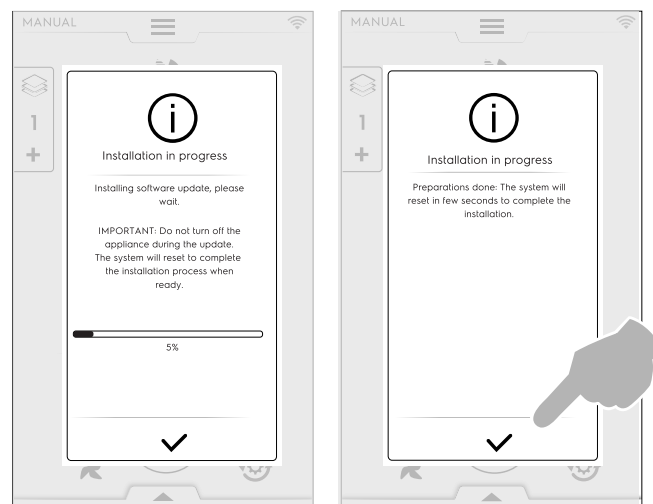 MANUAL
1
+
Installation in progress
Installing software update, please
wait.
IMPORTANT: Do not turn off the
appliance during the update.
The system will reset to complete
the installation process when
ready.
5%
MANUAL
1
+
Installation in progress
Preparations done: The system will
reset in few seconds to complete the
installation.